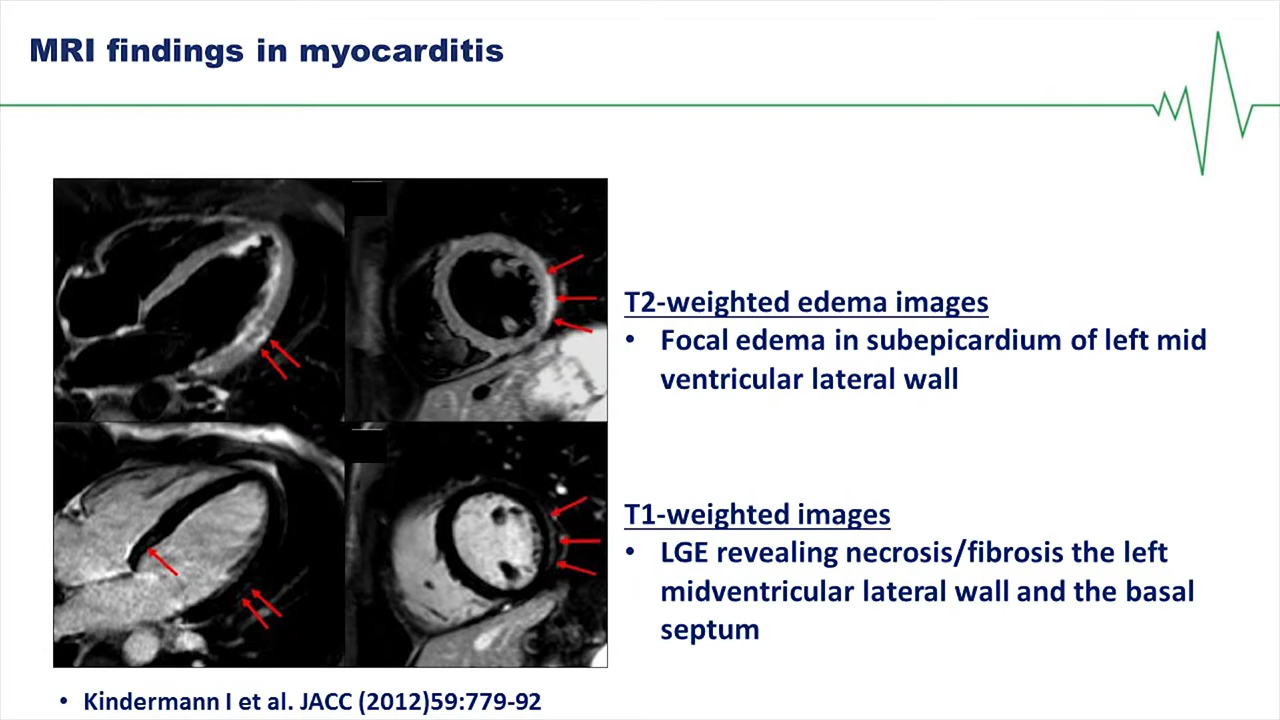 MRI findings in myocarditis
T2-weighted edema images
• Focal edema in subepicardium of left mid
ventricular lateral wall
T1-weighted images
• LGE revealing necrosis/fibrosis the left
midventricular lateral wall and the basal
septum
• Kindermann I et al. JACC (2012)59:779-92